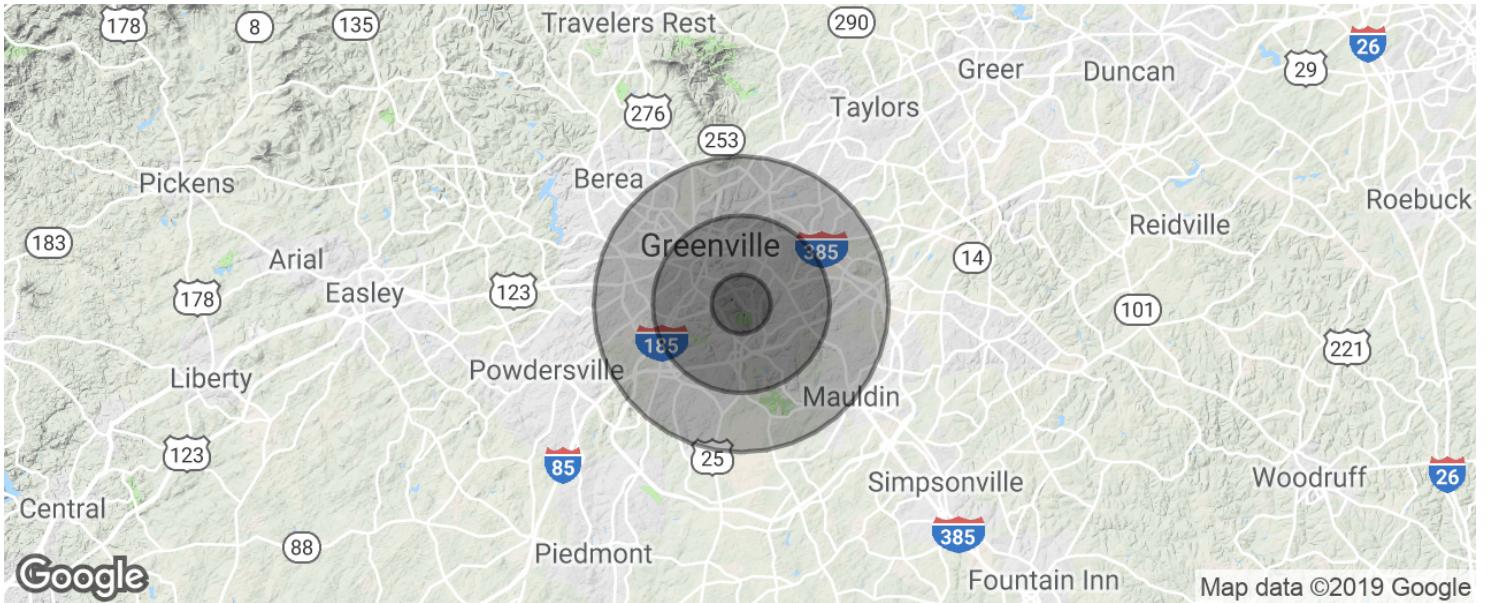 178
8
135
Travelers Rest
290
26
Greer
Duncan
29
276
Taylors
253
Pickens
Berea
Roebuck
183
Greenville
385
Reidville
Arial
14
178
Easley
123
101
185
221
Liberty
Powdersville
Mauldin
123
25
85
Simpsonville
Woodruff
26
Central
385
88
Piedmont
Fountain Inn
Google
Map data ©2019 Google